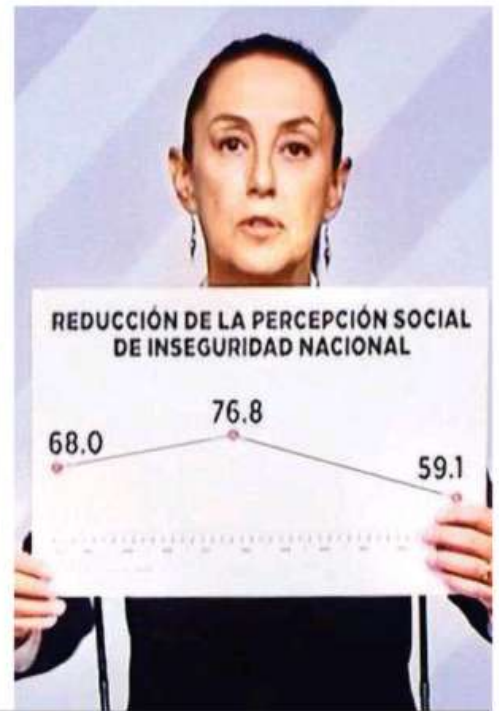 REDUCCIÓN DE LA PERCEPCIÓN SOCIAL
DE INSEGURIDAD NACIONAL
76.8
68.0
59.1